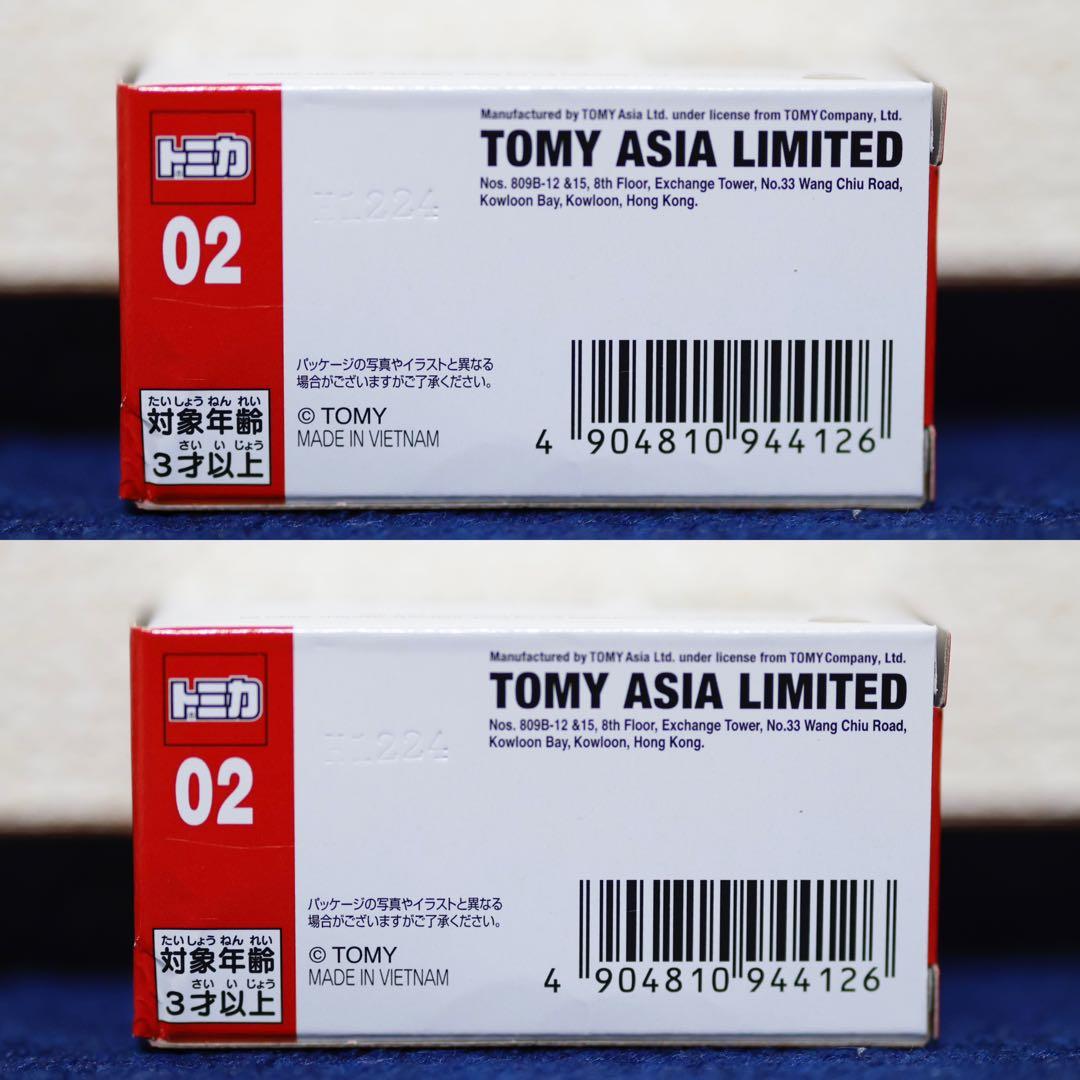 トミカ
02
H1224
Manufactured by TOMY Asia Ltd. under license from TOMY Company, Ltd.
TOMY ASIA LIMITED
Nos. 809B-12 &15, 8th Floor, Exchange Tower, No.33 Wang Chiu Road,
Kowloon Bay, Kowloon, Hong Kong.
パッケージの写真やイラストと異なる
場合がございますがご了承ください。
© TOMY
MADE IN VIETNAM
たいしょうねんれい
対象年齢
さいいじょう
3才以上
4 904810 944126
トミカ
02
H1224
Manufactured by TOMY Asia Ltd. under license from TOMY Company, Ltd.
TOMY ASIA LIMITED
Nos. 809B-12 &15, 8th Floor, Exchange Tower, No.33 Wang Chiu Road,
Kowloon Bay, Kowloon, Hong Kong.
パッケージの写真やイラストと異なる
場合がございますがご了承ください。
© TOMY
MADE IN VIETNAM
たいしょうねんれい
対象年齢
さいいじょう
3才以上
4 904810 944126